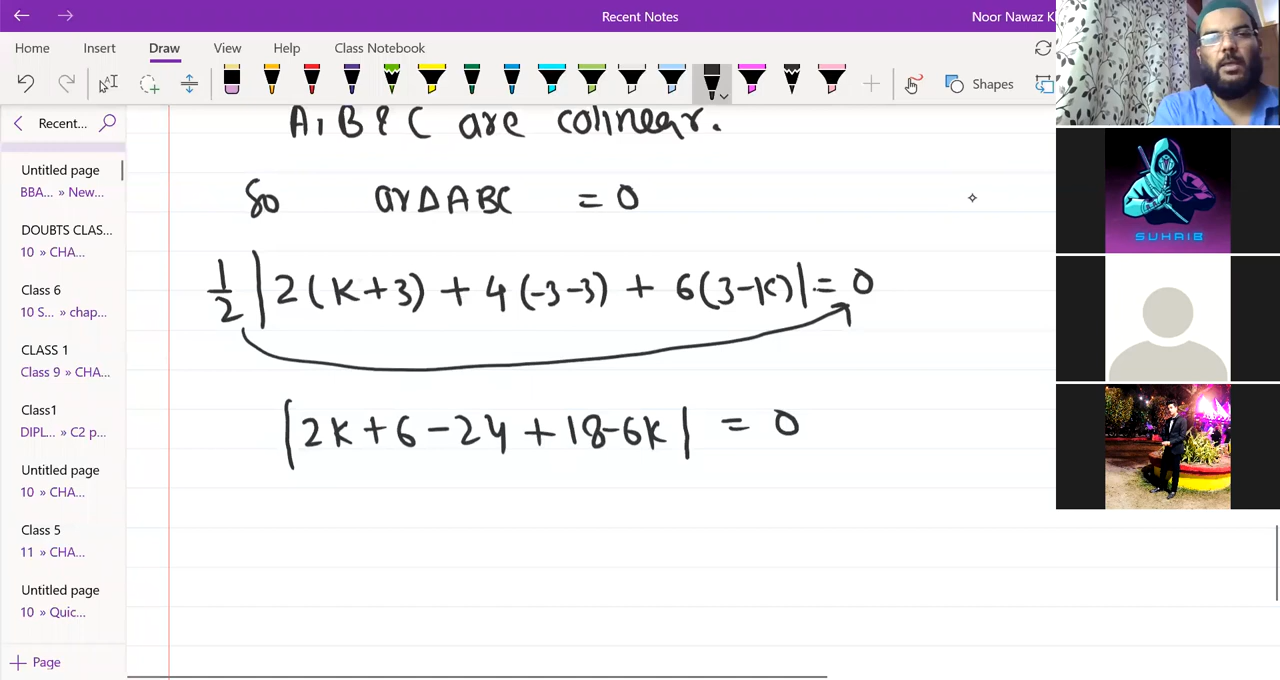 Recent Notes
Noor Nawaz K
Home Insert Draw View Help Class Notebook
Shapes
Recent...
Untitled page
BBA... » New...
DOUBTS CLAS...
10 » CHA...
Class 6
10 S... » chap...
CLASS 1
Class 9 » CHA...
Class1
DIPL... » C2 p...
Untitled page
10 » CHA...
Class 5
11 » CHA...
Untitled page
10 » Quic...
Page
A, B & C are colinear.
So ar∆ABC = 0
1/2 |2(K+3) + 4(-3-3) + 6(3-K)| = 0
|2K+6-24+18-6K| = 0
SUHAIB